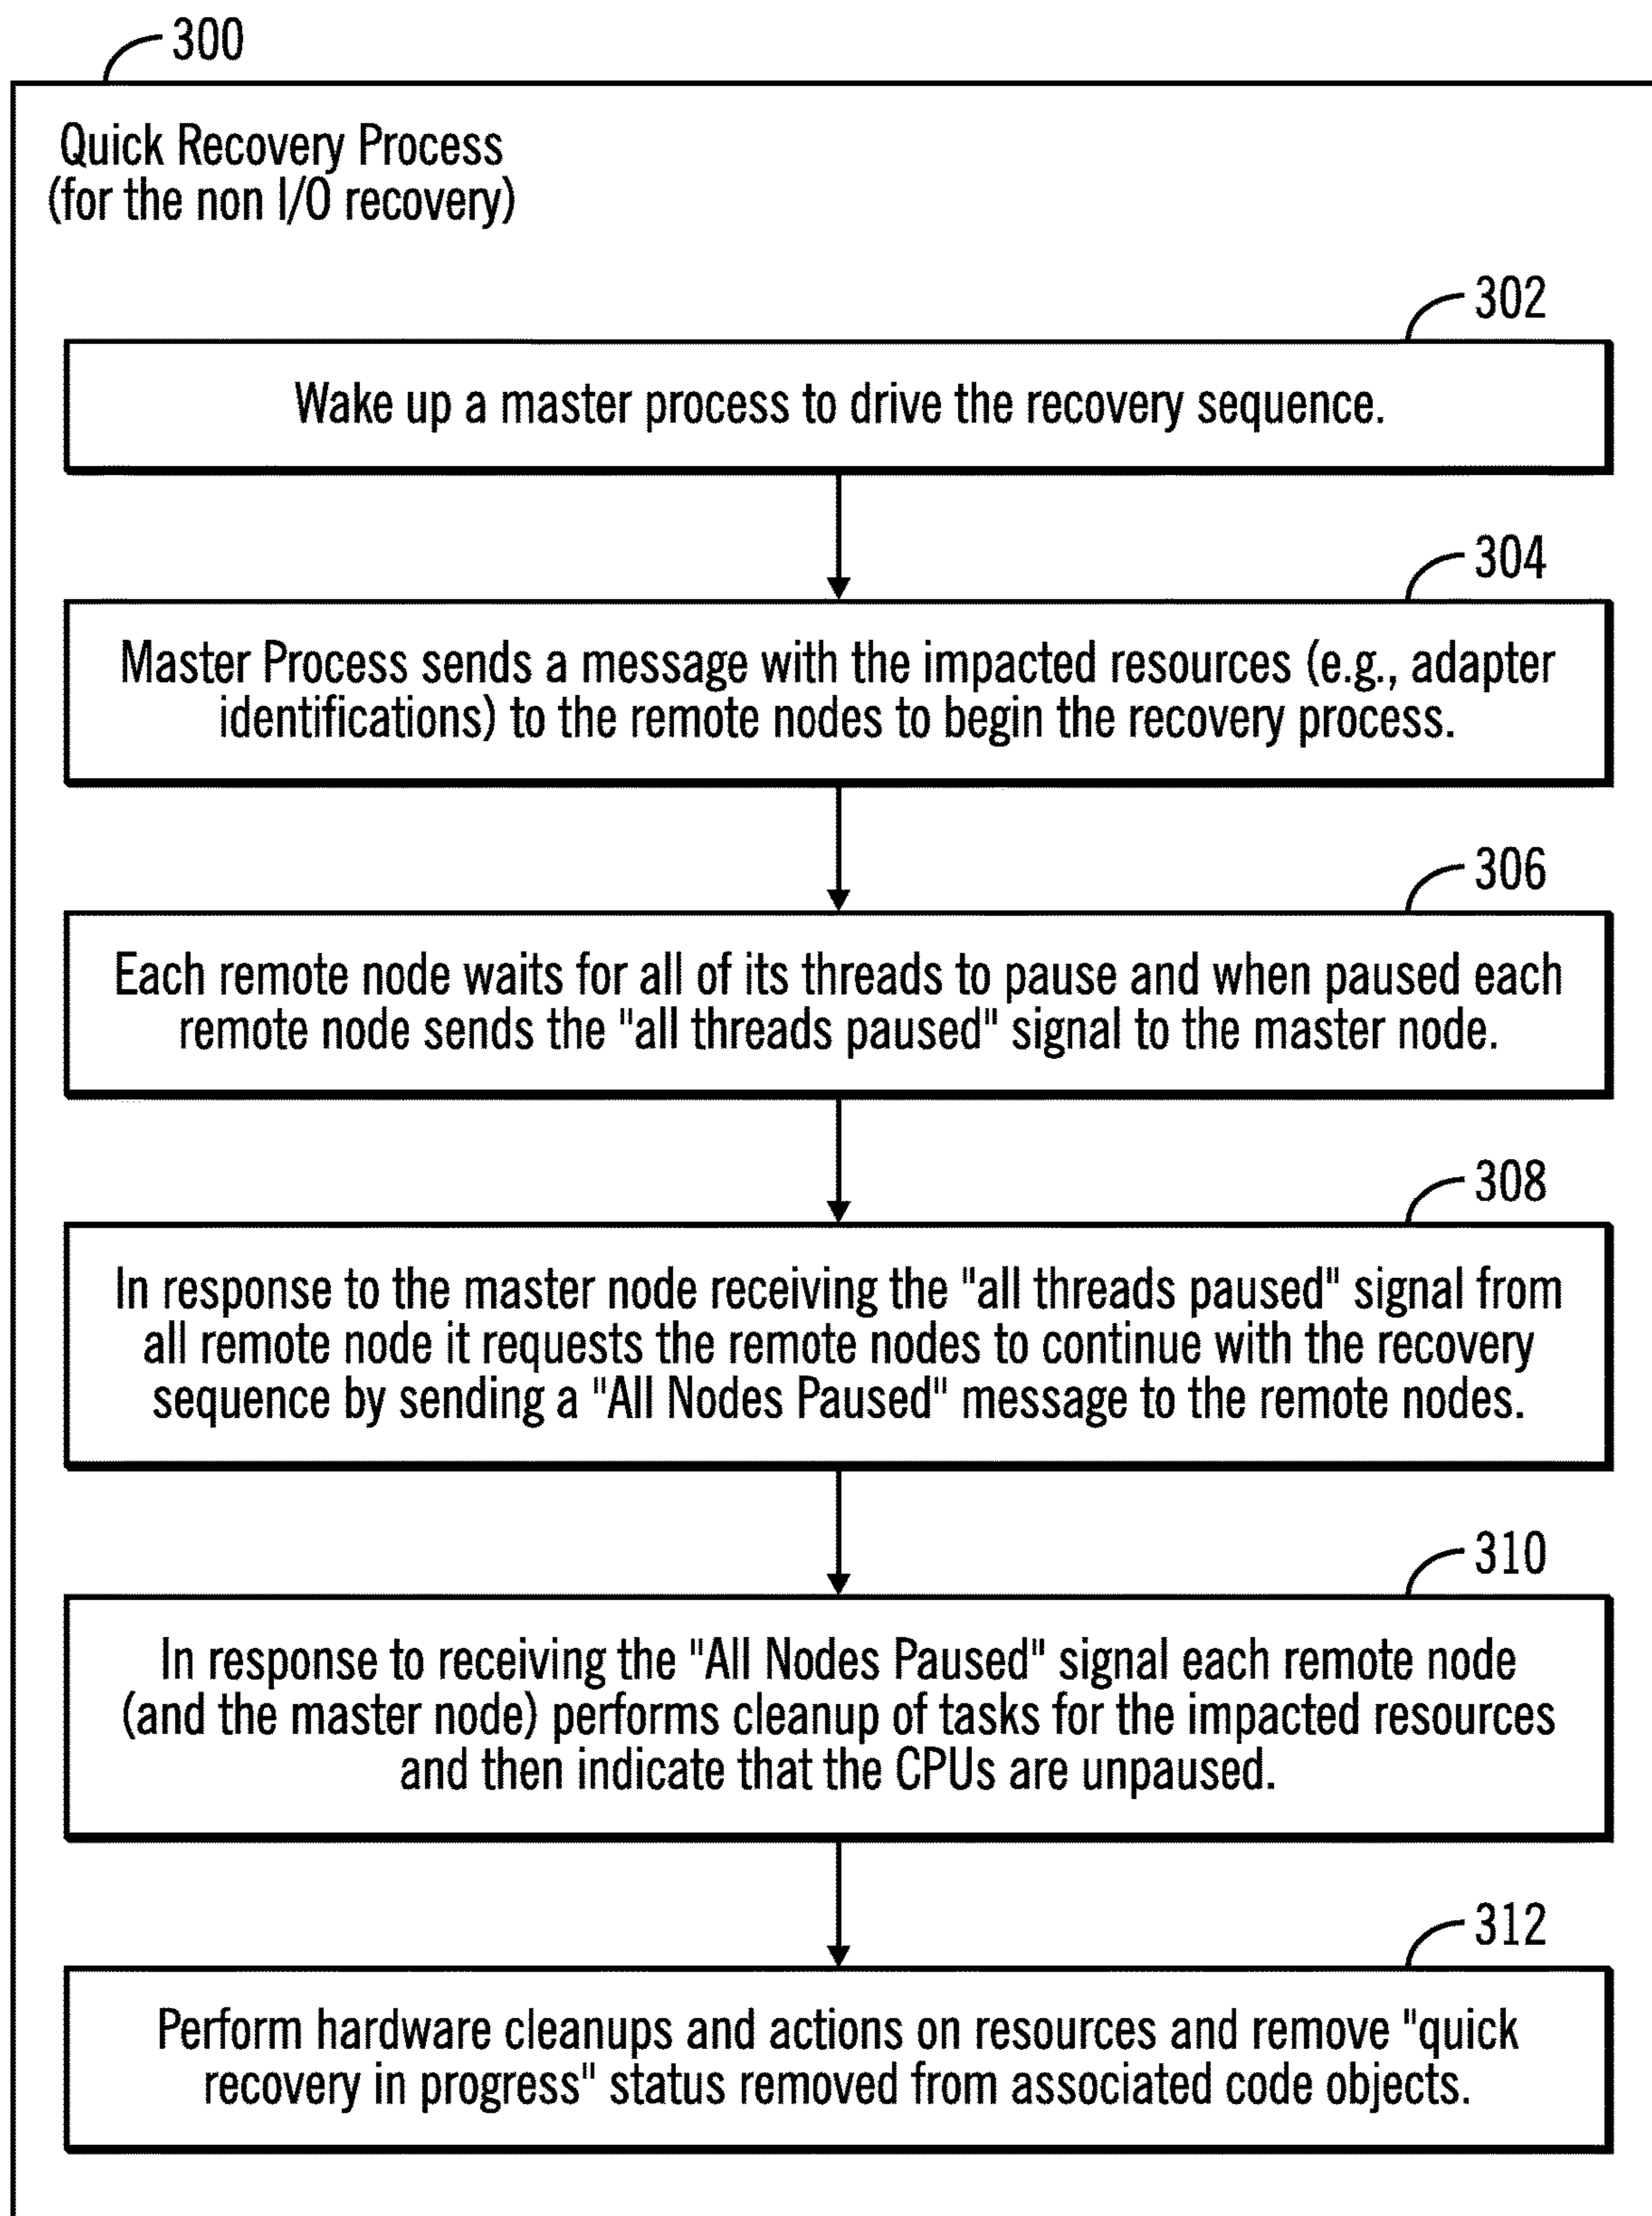 300
Quick Recovery Process
(for the non I/O recovery)
302
Wake up a master process to drive the recovery sequence.
304
Master Process sends a message with the impacted resources (e.g., adapter
identifications) to the remote nodes to begin the recovery process.
306
Each remote node waits for all of its threads to pause and when paused each
remote node sends the "all threads paused" signal to the master node.
308
In response to the master node receiving the "all threads paused" signal from
all remote node it requests the remote nodes to continue with the recovery
sequence by sending a "All Nodes Paused" message to the remote nodes.
310
In response to receiving the "All Nodes Paused" signal each remote node
(and the master node) performs cleanup of tasks for the impacted resources
and then indicate that the CPUs are unpaused.
312
Perform hardware cleanups and actions on resources and remove "quick
recovery in progress" status removed from associated code objects.